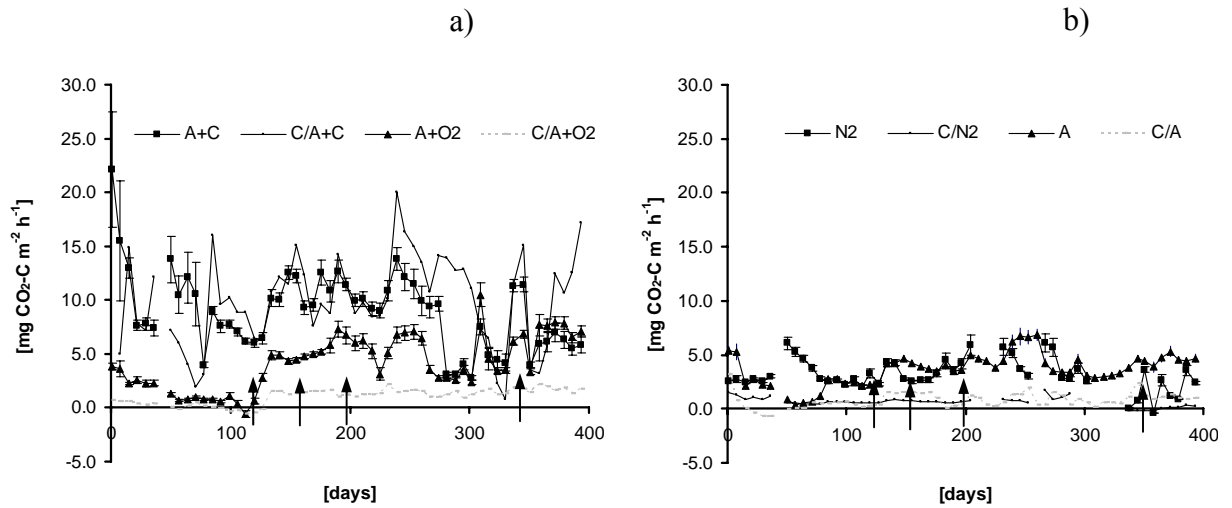 a)
b)
30.0
25.0
20.0
15.0
10.0
5.0
0.0
-5.0
[mg CO₂-C m⁻² h⁻¹]
A+C C/A+C A+O2 C/A+O2
0 100 200 300 400
[days]
30.0
25.0
20.0
15.0
10.0
5.0
0.0
-5.0
[mg CO₂-C m⁻² h⁻¹]
N2 C/N2 A C/A
0 100 200 300 400
[days]